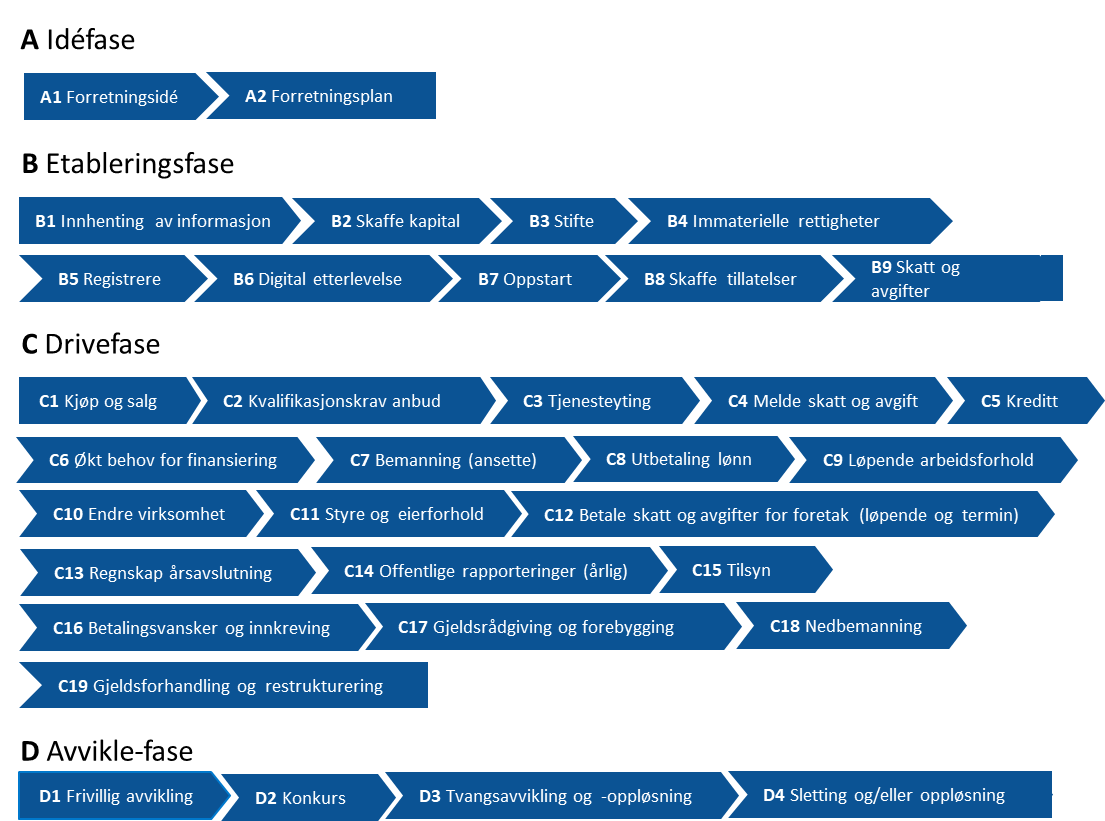 A Idéfase
A1 Forretningsidé
A2 Forretningsplan
B Etableringsfase
B1 Innhenting av informasjon
B2 Skaffe kapital
B3 Stifte
B4 Immaterielle rettigheter
B5 Registrere
B6 Digital etterlevelse
B7 Oppstart
B8 Skaffe tillatelser
B9 Skatt og
avgifter
C Drivefase
C1 Kjøp og salg
C2 Kvalifikasjonskrav anbud
C3 Tjenesteyting
C4 Melde skatt og avgift
C5 Kreditt
C6 Økt behov for finansiering
C7 Bemanning (ansette)
C8 Utbetaling lønn
C9 Løpende arbeidsforhold
C10 Endre virksomhet
C11 Styre og eierforhold
C12 Betale skatt og avgifter for foretak (løpende og termin)
C13 Regnskap årsavslutning
C14 Offentlige rapporteringer (årlig)
C15 Tilsyn
C16 Betalingsvansker og innkreving
C17 Gjeldsrådgiving og forebygging
C18 Nedbemanning
C19 Gjeldsforhandling og restrukturering
D Avvikle-fase
D1 Frivillig avvikling
D2 Konkurs
D3 Tvangsavvikling og -oppløsning
D4 Sletting og/eller oppløsning